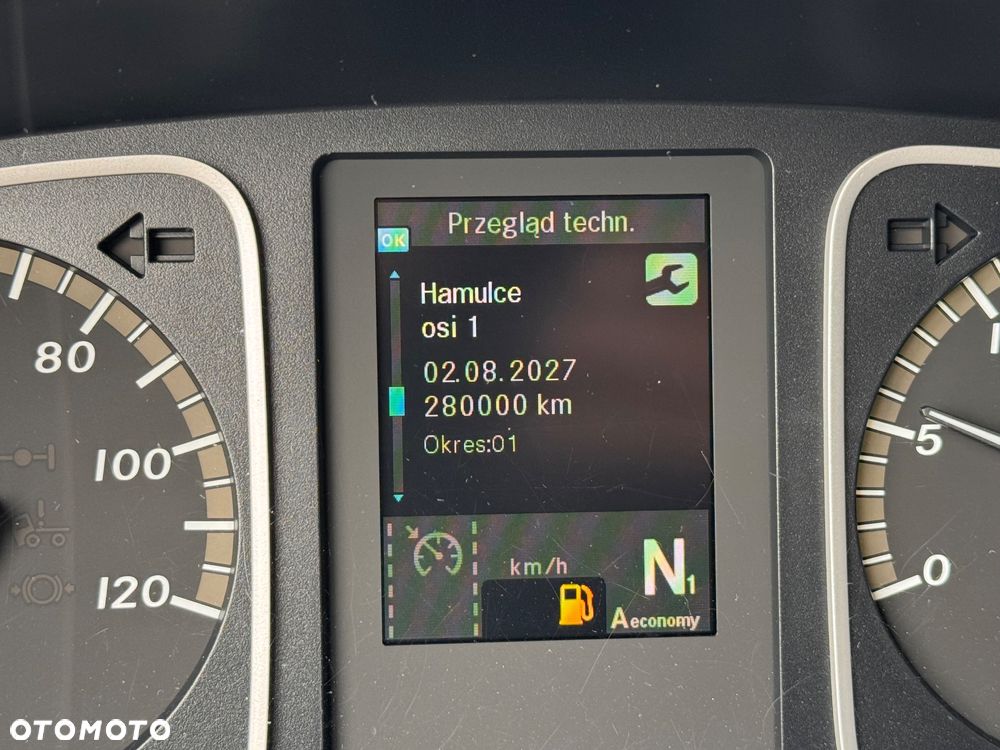 Przegląd techn.
OK
Hamulce
osi 1
02.08.2027
280000 km
Okres:01
km/h
N1
A economy
80
100
120
5
0
OTOMOTO